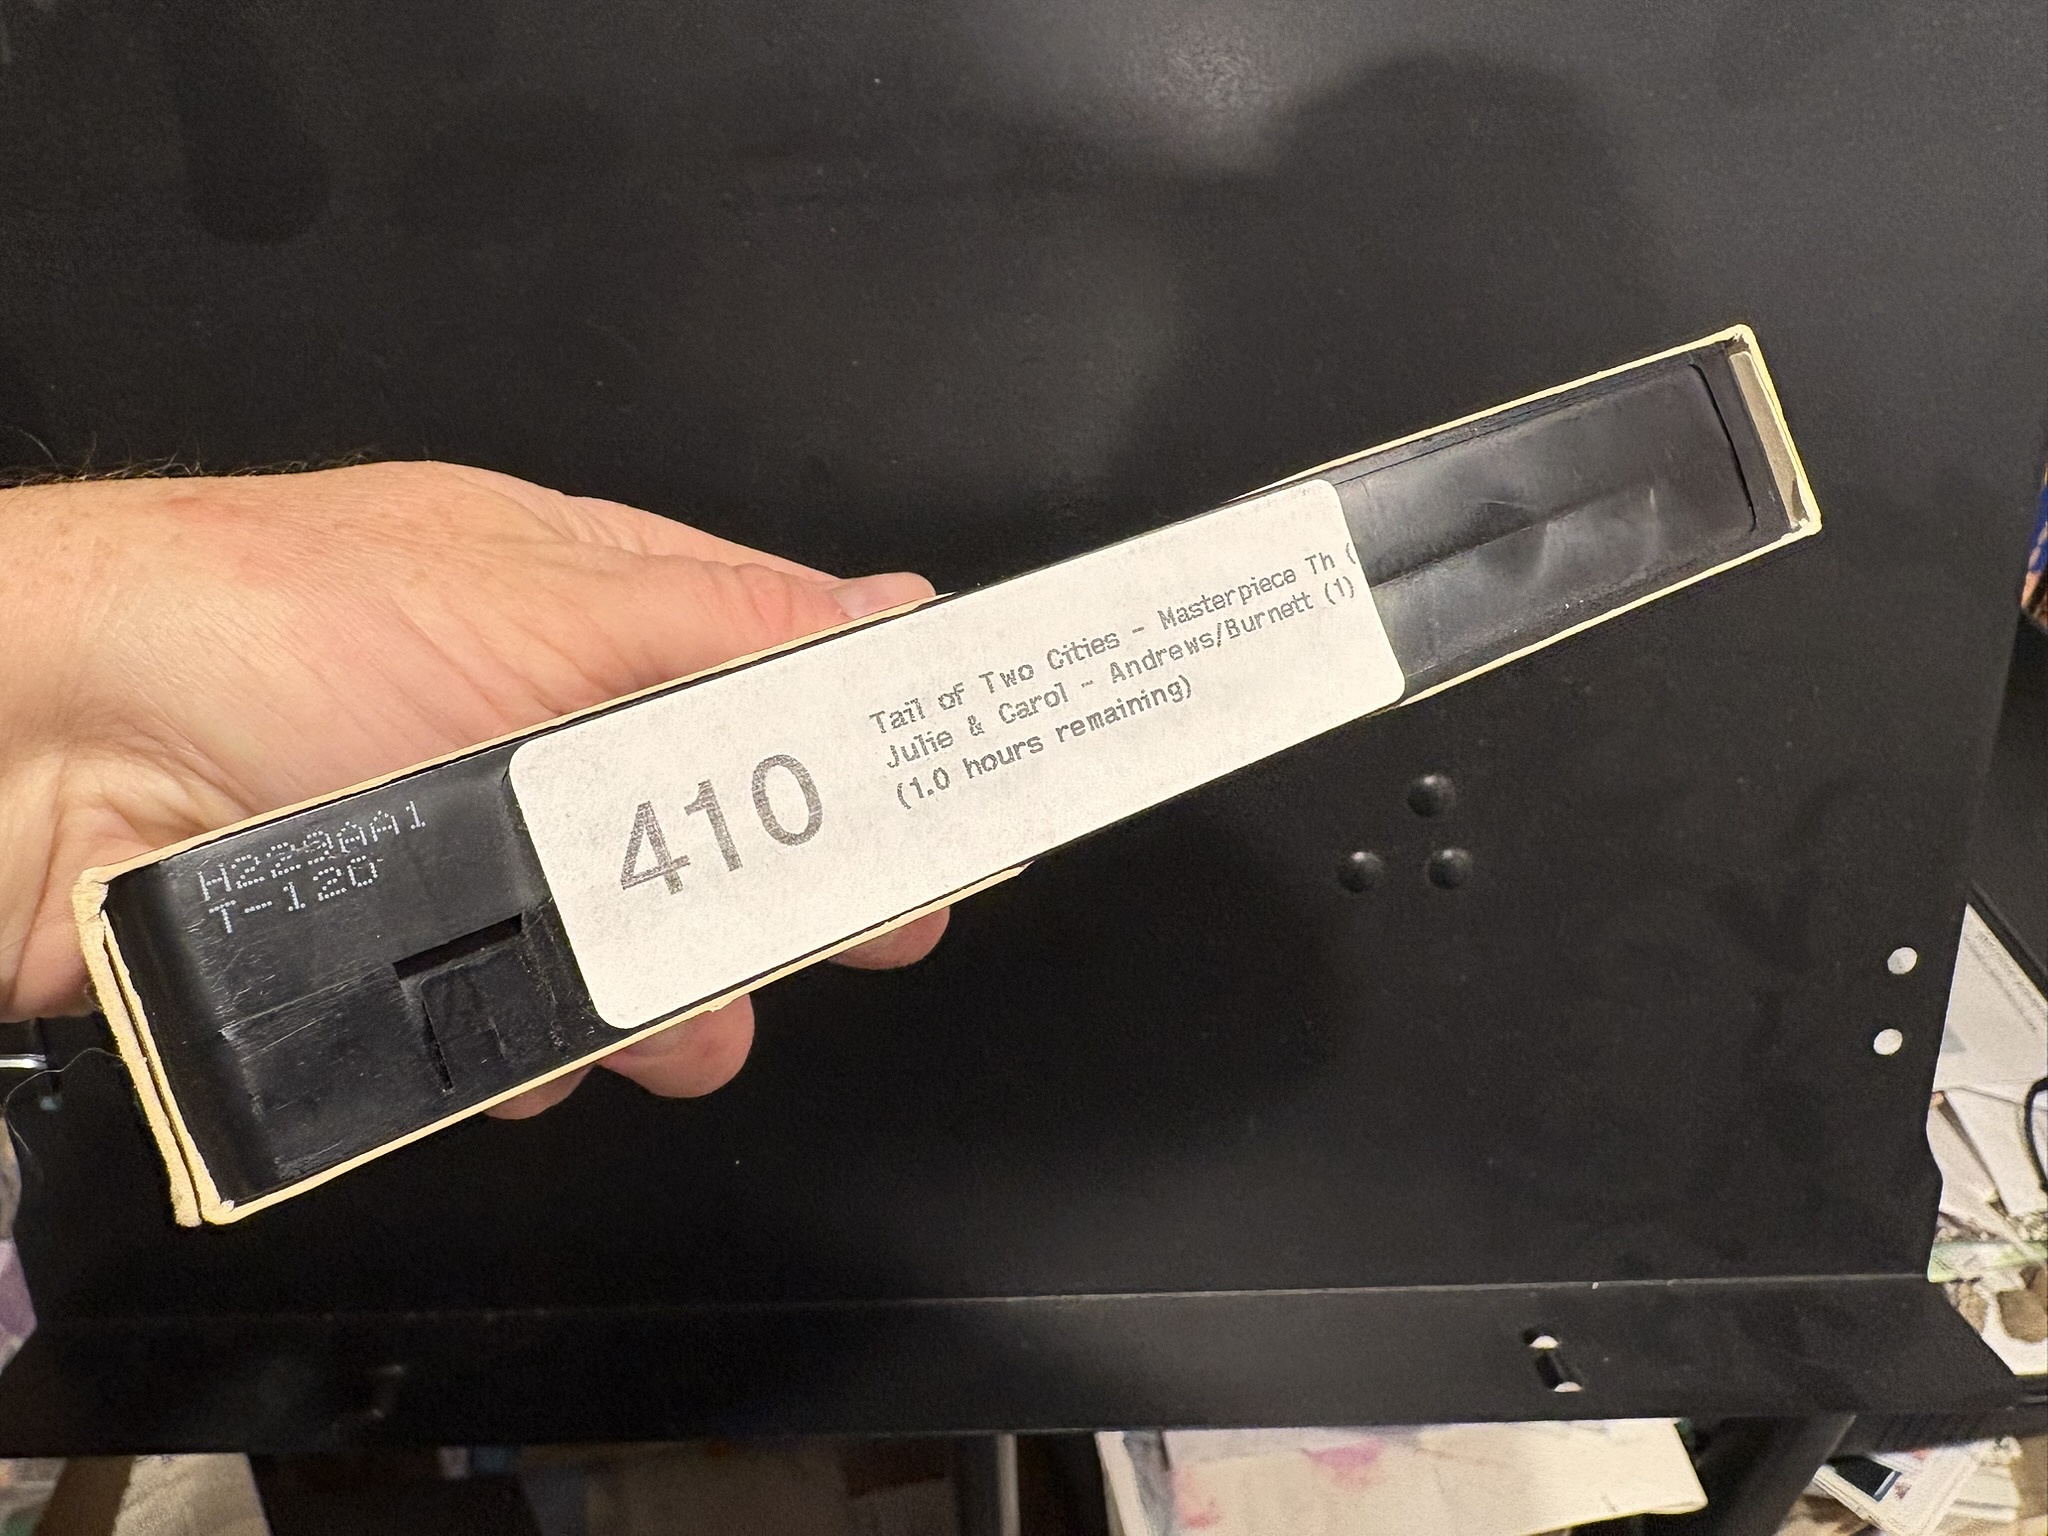 H229AA1
T-120
410
Tail of Two Cities - Masterpiece Th (
Julie & Carol - Andrews/Burnett (1)
(1.0 hours remaining)